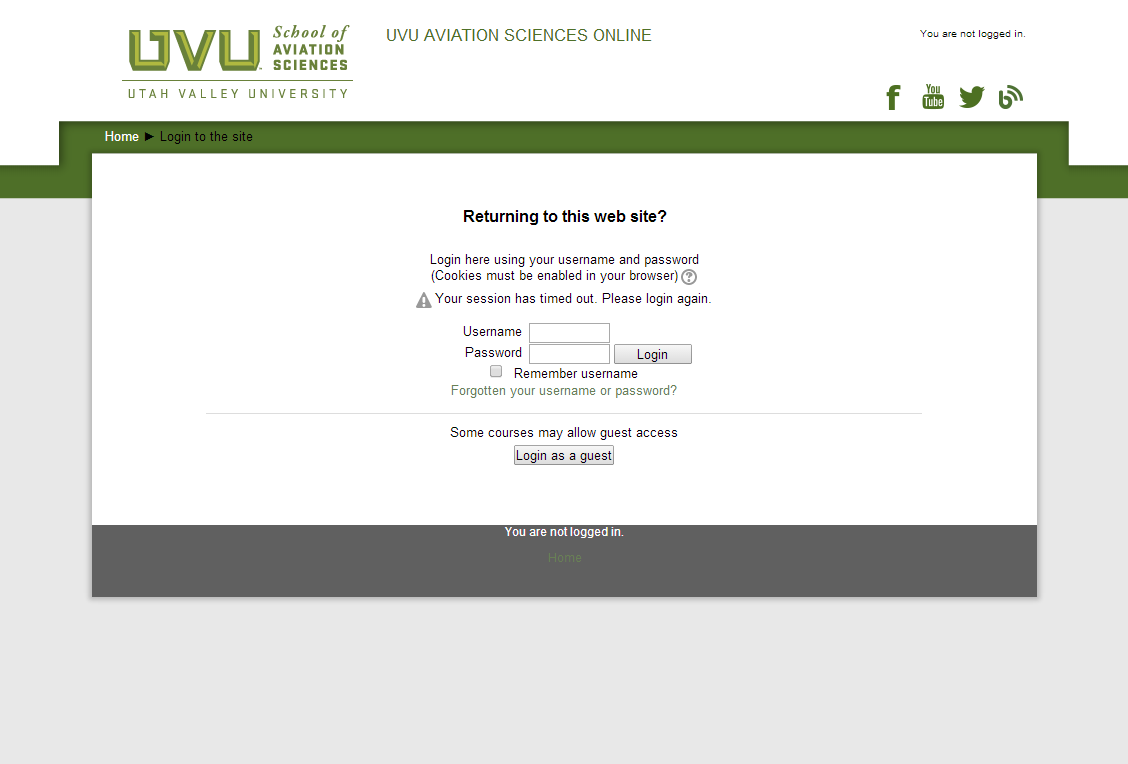 UVU School of
AVIATION
SCIENCES
UTAH VALLEY UNIVERSITY
UVU AVIATION SCIENCES ONLINE
You are not logged in.
f You Tube b
Home ► Login to the site
Returning to this web site?
Login here using your username and password
(Cookies must be enabled in your browser) ?
Your session has timed out. Please login again.
Username
Password Login
Remember username
Forgotten your username or password?
Some courses may allow guest access
Login as a guest
You are not logged in.
Home